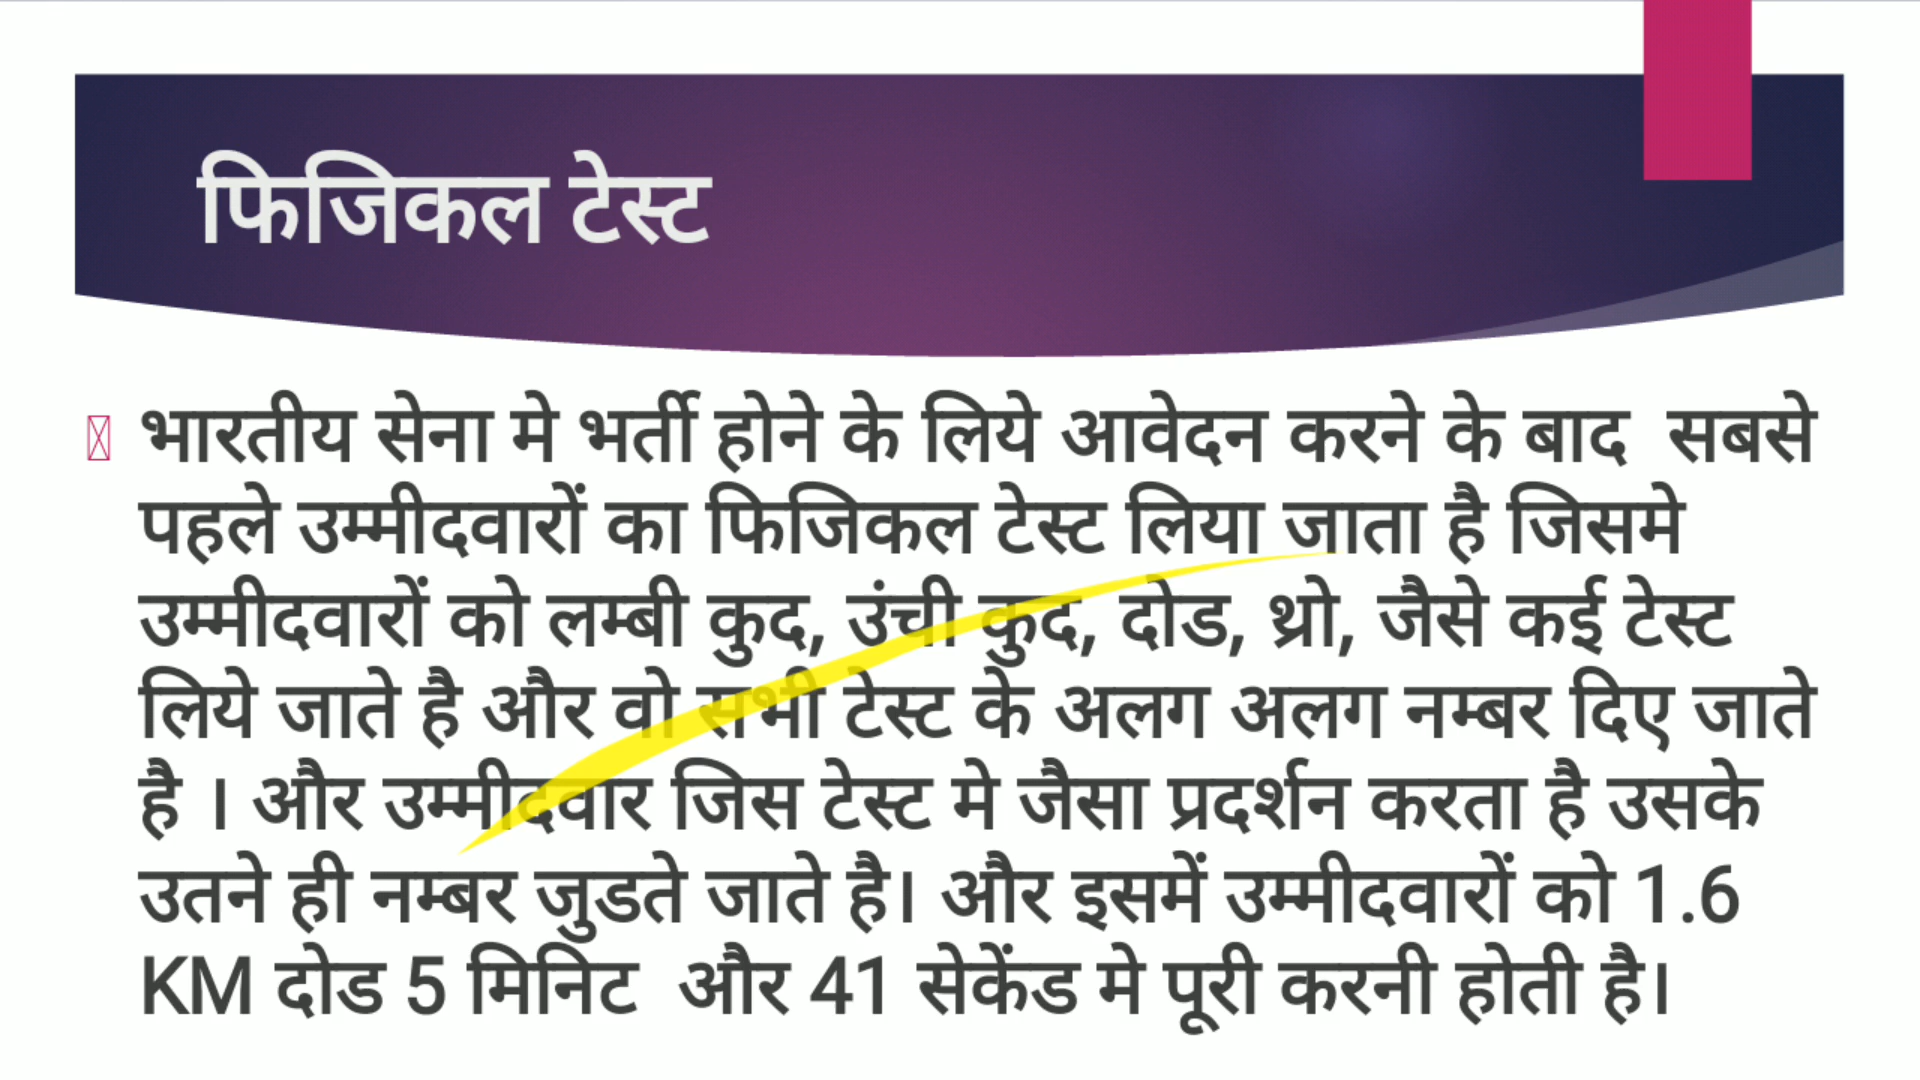 फिजिकल टेस्ट
भारतीय सेना मे भर्ती होने के लिये आवेदन करने के बाद सबसे
पहले उम्मीदवारों का फिजिकल टेस्ट लिया जाता है जिसमे
उम्मीदवारों को लम्बी कुद, उंची कुद, दोड, थ्रो, जैसे कई टेस्ट
लिये जाते है और वो सभी टेस्ट के अलग अलग नम्बर दिए जाते
है । और उम्मीदवार जिस टेस्ट मे जैसा प्रदर्शन करता है उसके
उतने ही नम्बर जुडते जाते है। और इसमें उम्मीदवारों को 1.6
KM दोड 5 मिनिट और 41 सेकेंड मे पूरी करनी होती है।